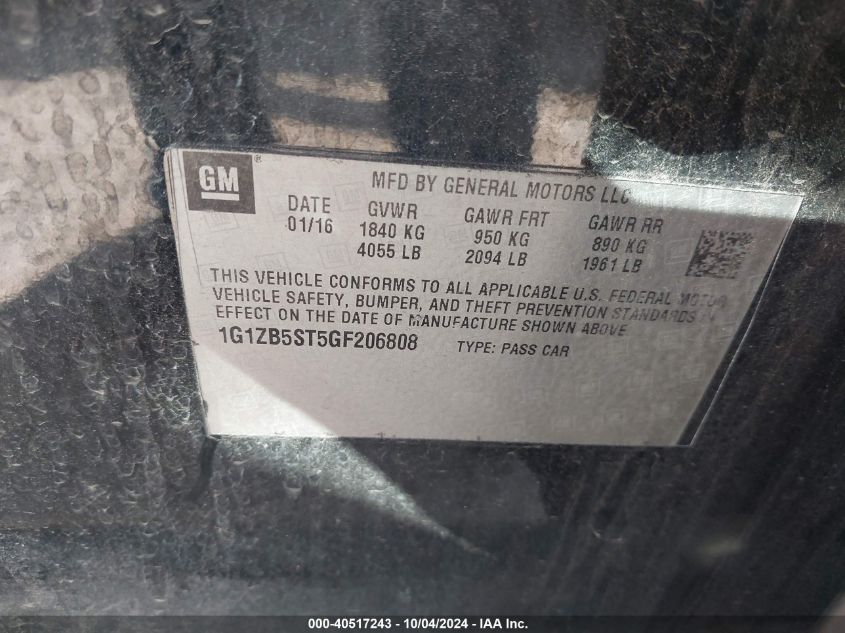 GM ®
MFD BY GENERAL MOTORS LLC
DATE GVWR GAWR FRT GAWR RR
01/16 1840 KG 950 KG 890 KG
4055 LB 2094 LB 1961 LB
THIS VEHICLE CONFORMS TO ALL APPLICABLE U.S. FEDERAL MOTOR
VEHICLE SAFETY, BUMPER, AND THEFT PREVENTION STANDARDS IN
EFFECT ON THE DATE OF MANUFACTURE SHOWN ABOVE.
1G1ZB5ST5GF206808 TYPE: PASS CAR
000-40517243 - 10/04/2024 - IAA Inc.